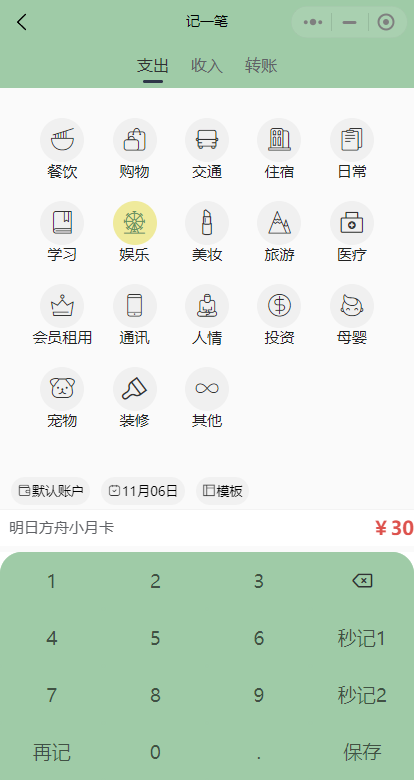 记一笔
支出 收入 转账
餐饮 购物 交通 住宿 日常
学习 娱乐 美妆 旅游 医疗
会员租用 通讯 人情 投资 母婴
宠物 装修 其他
默认账户 11月06日 模板
明日方舟小月卡 ¥30
1 2 3
4 5 6 秒记1
7 8 9 秒记2
再记 0 . 保存